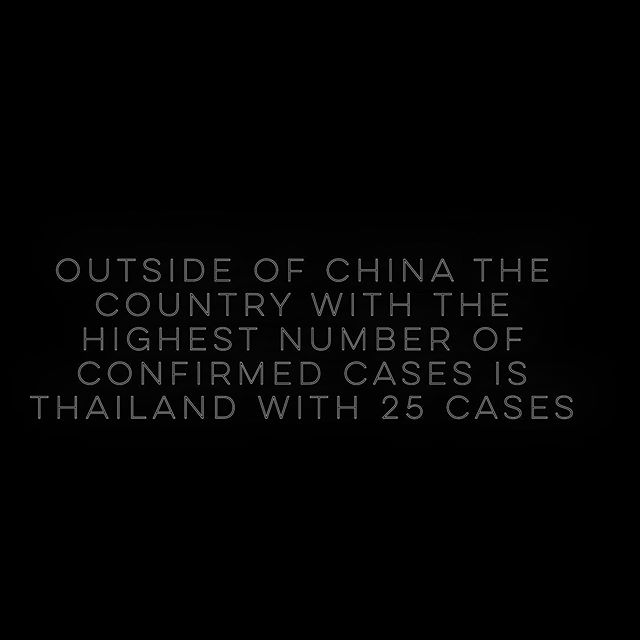 OUTSIDE OF CHINA THE
COUNTRY WITH THE
HIGHEST NUMBER OF
CONFIRMED CASES IS
THAILAND WITH 25 CASES